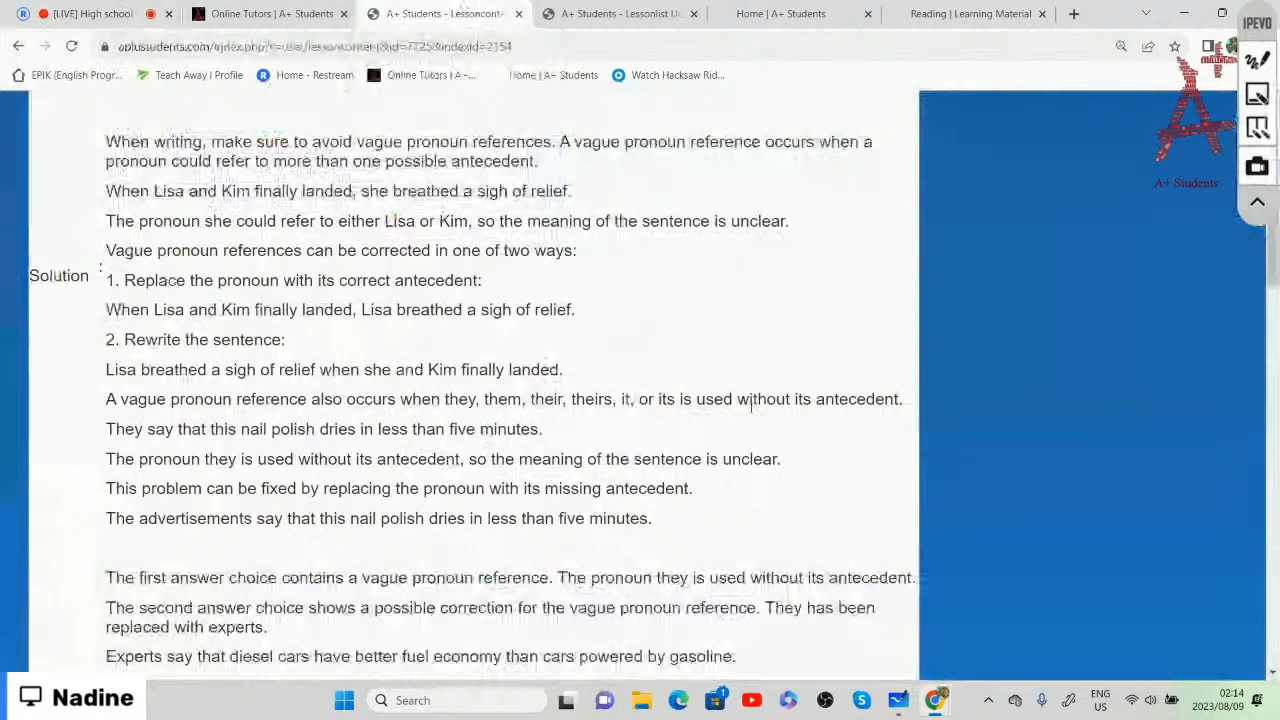 [LIVE] High school
Online Tutors | A+ Students
A+ Students - Lessoncont
A+ Students - Lessonlist U
Home | A+ Students
Reading | Learning Material
IPEVO
EPIK (English Progr...
Teach Away | Profile
Home - Restream
Online Tutors | A+...
Home | A+ Students
Watch Hacksaw Rid...
A+ Students
When writing, make sure to avoid vague pronoun references. A vague pronoun reference occurs when a
pronoun could refer to more than one possible antecedent.
When Lisa and Kim finally landed, she breathed a sigh of relief.
The pronoun she could refer to either Lisa or Kim, so the meaning of the sentence is unclear.
Vague pronoun references can be corrected in one of two ways:
Solution :
1. Replace the pronoun with its correct antecedent:
When Lisa and Kim finally landed, Lisa breathed a sigh of relief.
2. Rewrite the sentence:
Lisa breathed a sigh of relief when she and Kim finally landed.
A vague pronoun reference also occurs when they, them, their, theirs, it, or its is used without its antecedent.
They say that this nail polish dries in less than five minutes.
The pronoun they is used without its antecedent, so the meaning of the sentence is unclear.
This problem can be fixed by replacing the pronoun with its missing antecedent.
The advertisements say that this nail polish dries in less than five minutes.
The first answer choice contains a vague pronoun reference. The pronoun they is used without its antecedent.
The second answer choice shows a possible correction for the vague pronoun reference. They has been
replaced with experts.
Experts say that diesel cars have better fuel economy than cars powered by gasoline.
Nadine
Search
ENG
US
02:14
2023/08/09